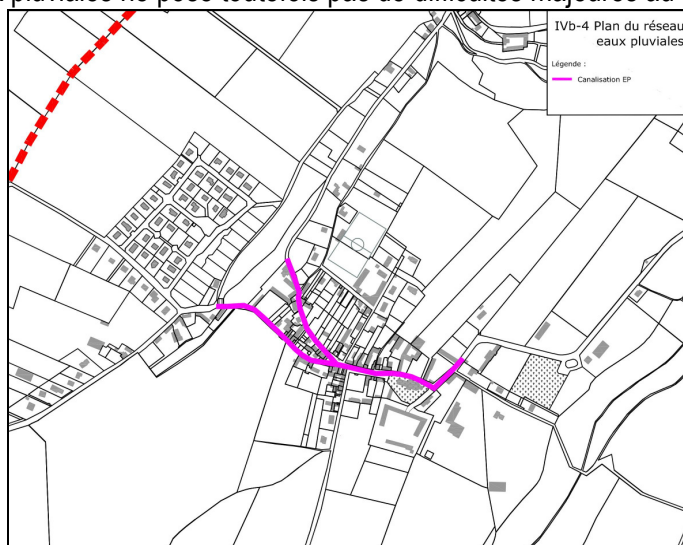 pluviales ne pose toutefois pas de difficultés majeures au
IVb-4 Plan du réseau
eaux pluviales
Légende :
Canalisation EP